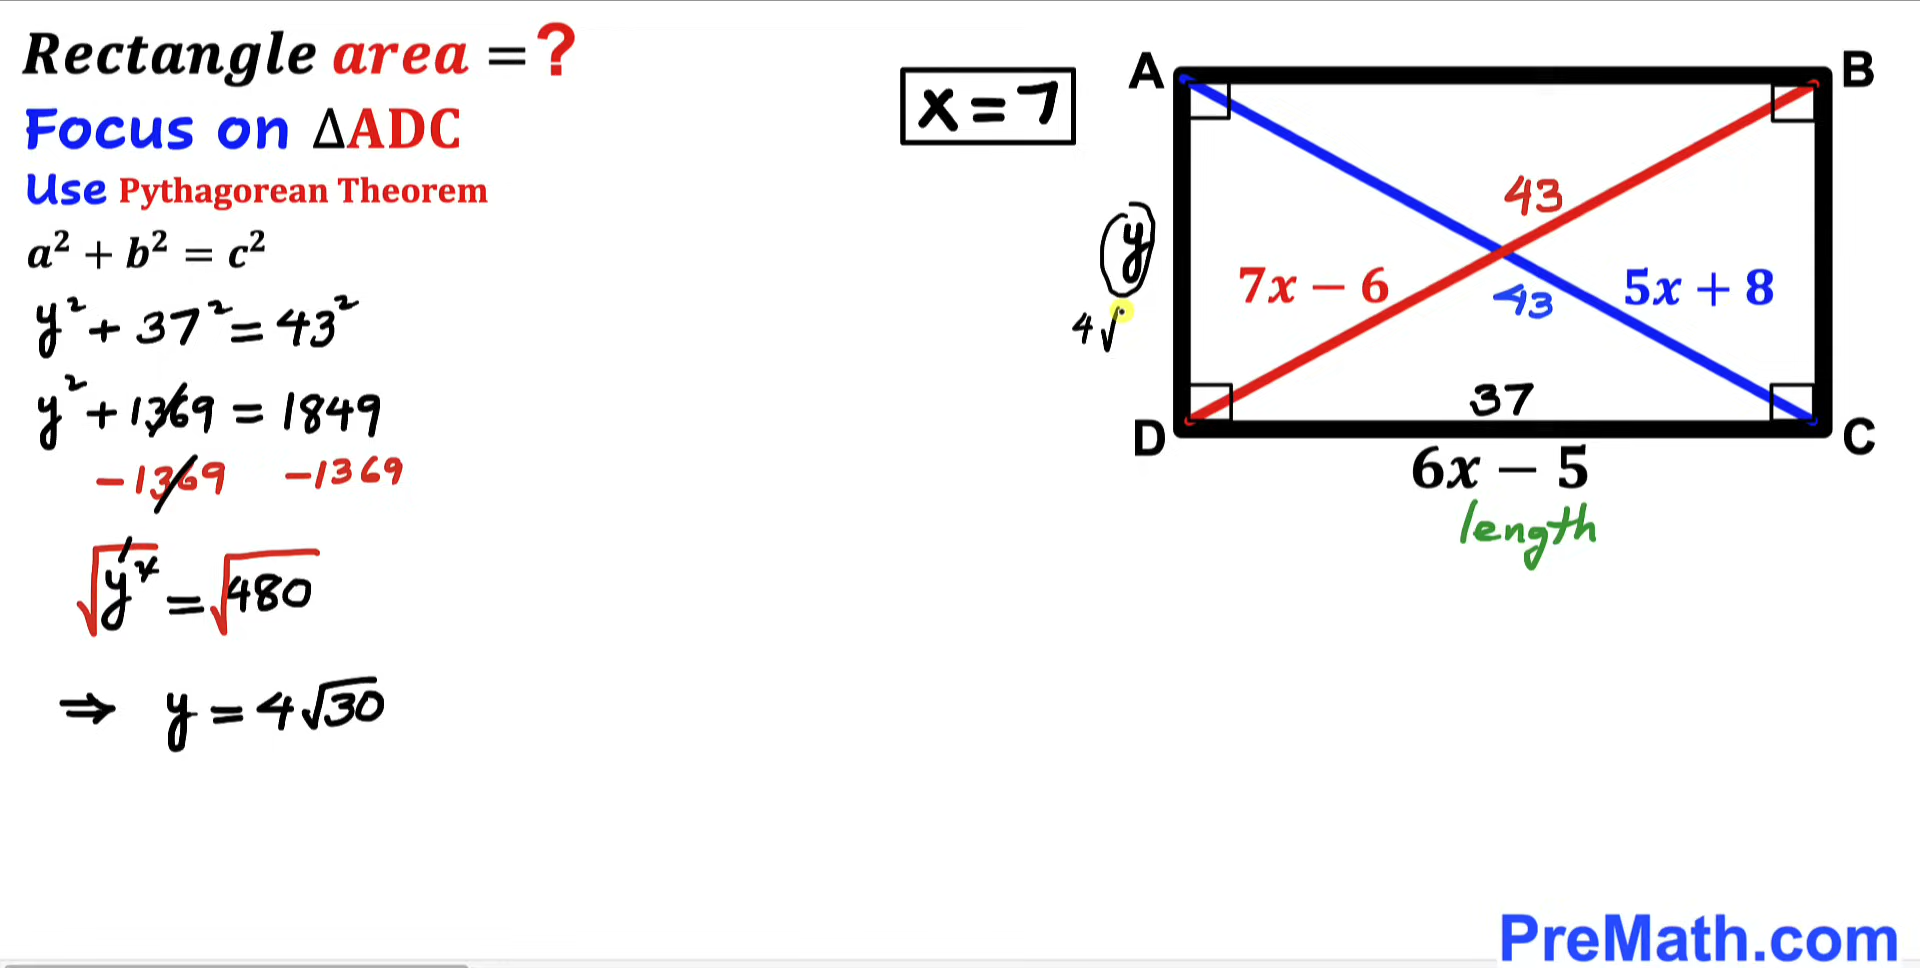 Rectangle area = ?
Focus on ΔADC
Use Pythagorean Theorem
a² + b² = c²
y² + 37² = 43²
y² + 1369 = 1849
-1369 -1369
√y² = √480
⇒ y = 4√30
x = 7
A
B
43
y
7x − 6
43
5x + 8
4√
37
D
C
6x − 5
length
PreMath.com